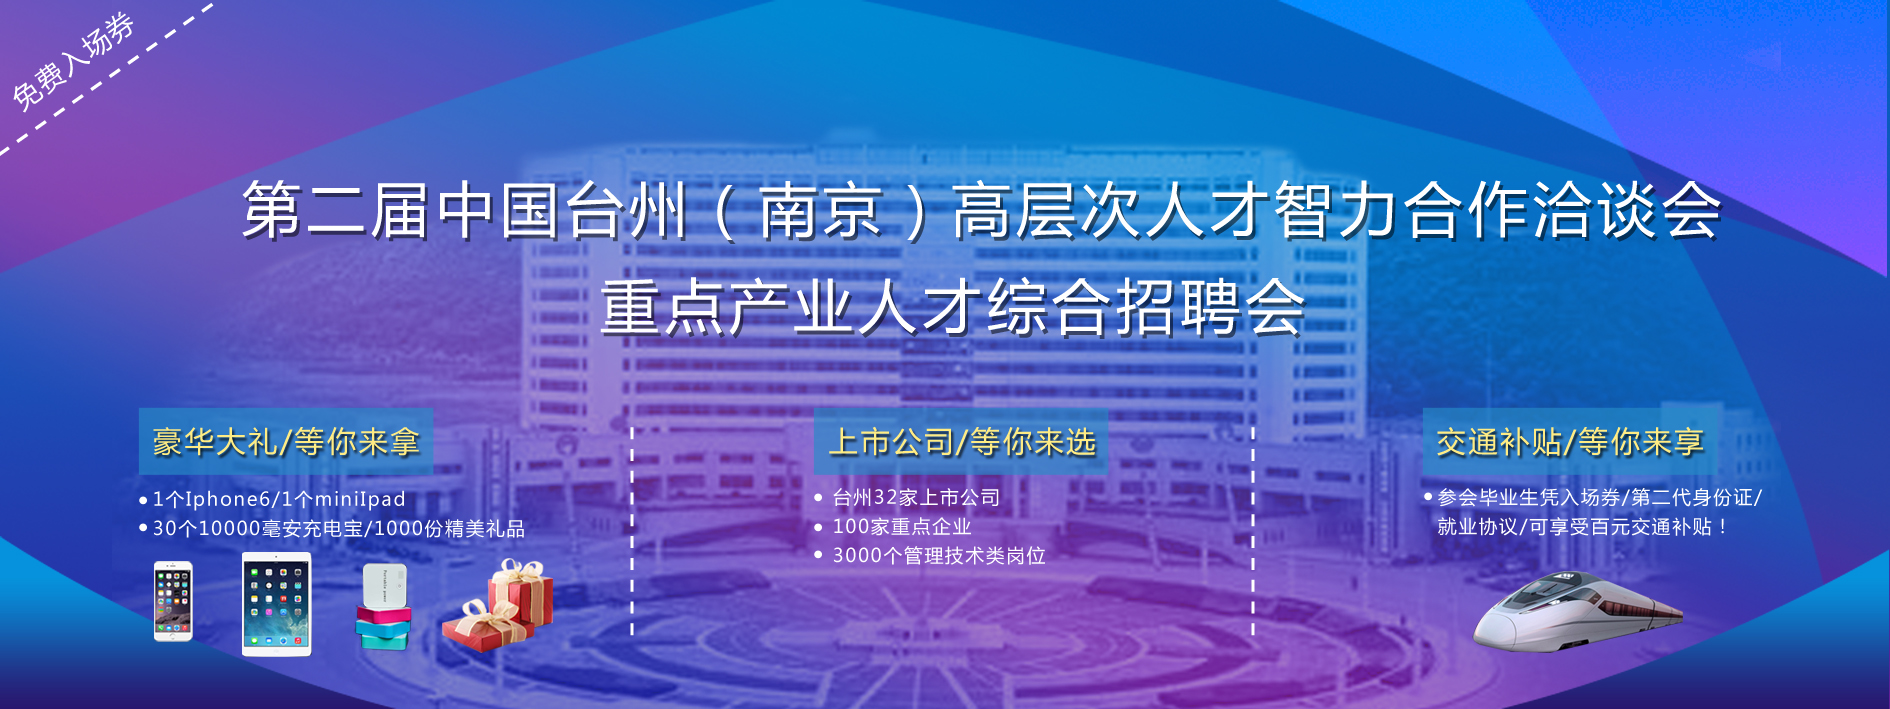 免费入场券
第二届中国台州（南京）高层次人才智力合作洽谈会
重点产业人才综合招聘会
豪华大礼/等你来拿
1个Iphone6/1个miniIpad
30个10000毫安充电宝/1000份精美礼品
上市公司/等你来选
台州32家上市公司
100家重点企业
3000个管理技术类岗位
交通补贴/等你来享
参会毕业生凭入场券/第二代身份证/
就业协议/可享受百元交通补贴！